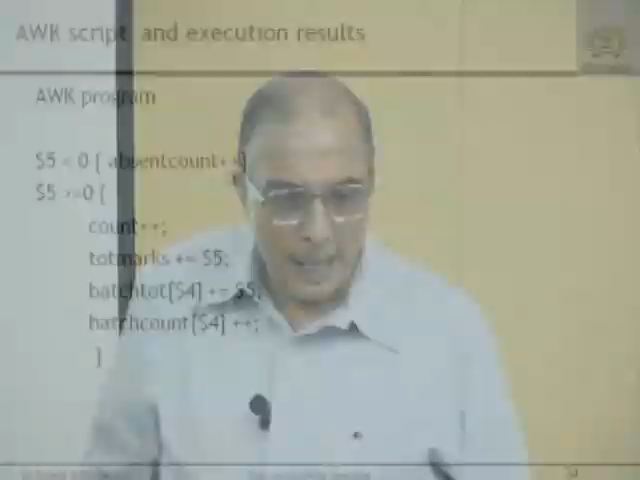 AWK script and execution results
AWK program
$5 < 0 { absentcount++}
$5 >=0 {
count++;
totmarks += $5;
batchtot[$4] += $5;
batchcount[$4] ++;
}